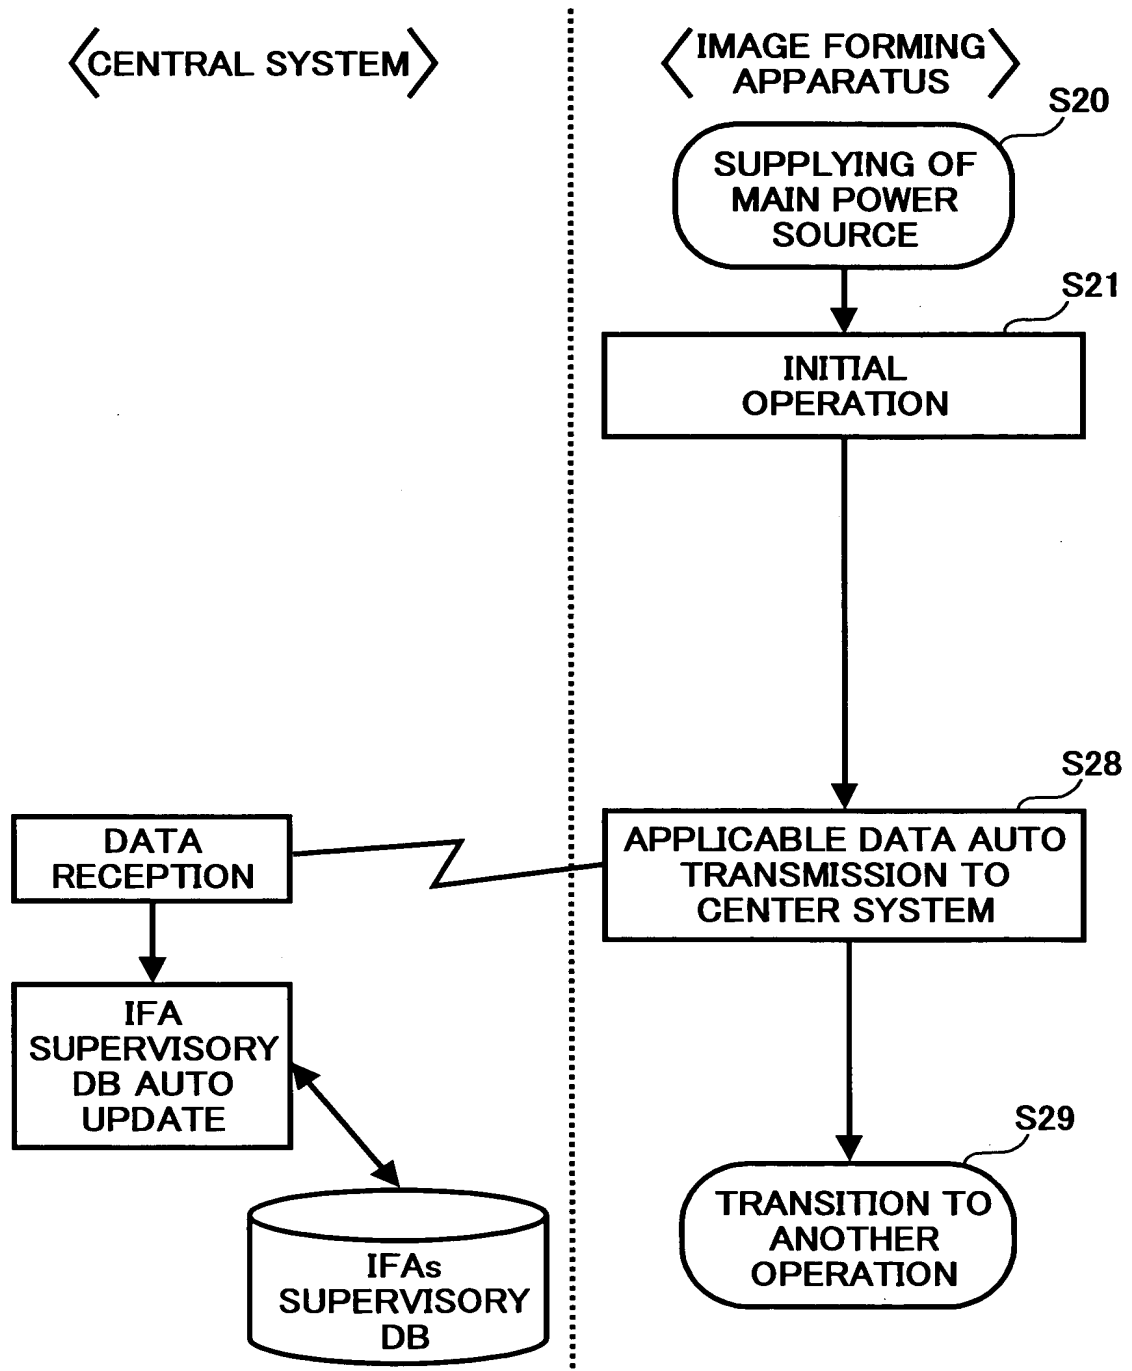 CENTRAL SYSTEM
IMAGE FORMING
APPARATUS
S20
SUPPLYING OF
MAIN POWER
SOURCE
S21
INITIAL
OPERATION
S28
APPLICABLE DATA AUTO
TRANSMISSION TO
CENTER SYSTEM
DATA
RECEPTION
IFA
SUPERVISORY
DB AUTO
UPDATE
IFAs
SUPERVISORY
DB
S29
TRANSITION TO
ANOTHER
OPERATION